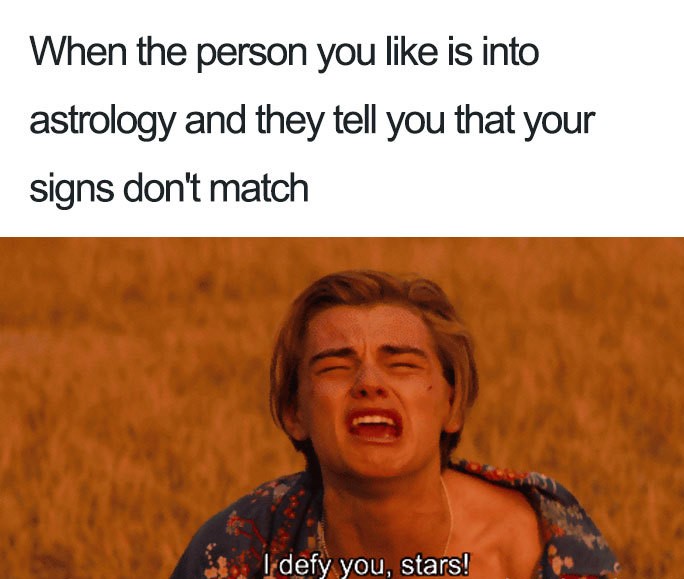 When the person you like is into
astrology and they tell you that your
signs don't match
I defy you, stars!